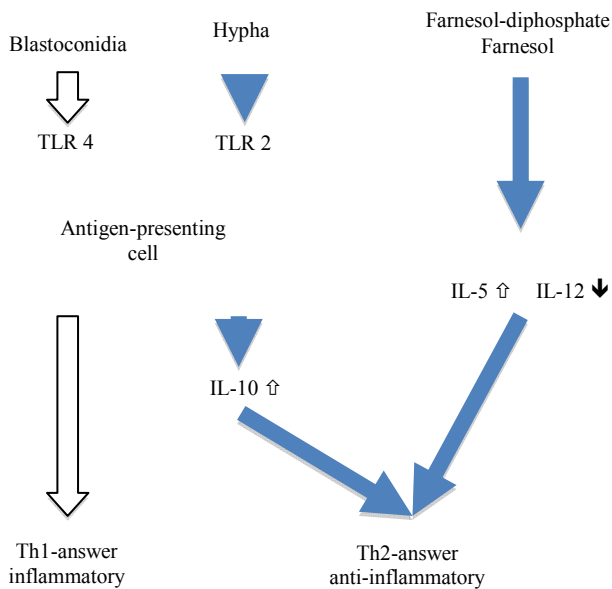 Blastoconidia
Hypha
Farnesol-diphosphate
Farnesol
TLR 4
TLR 2
Antigen-presenting
cell
IL-5 ⇧ IL-12 🡻
IL-10 ⇧
Th1-answer
inflammatory
Th2-answer
anti-inflammatory